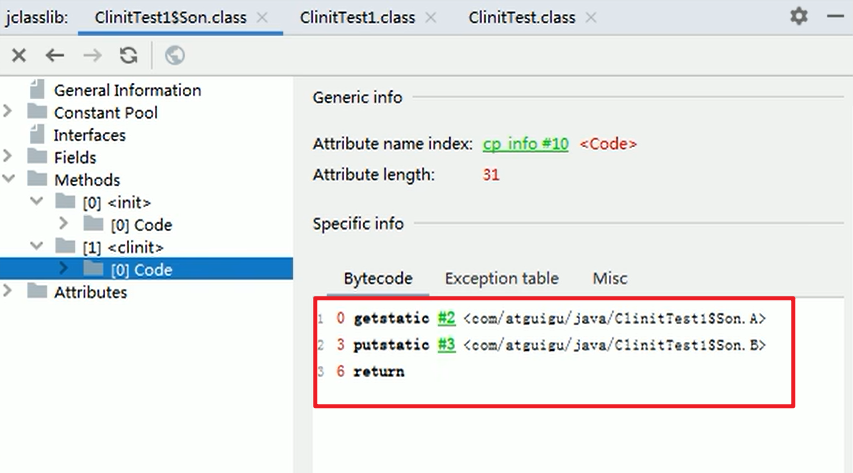 jclasslib: ClinitTest1$Son.class ClinitTest1.class ClinitTest.class
General Information
Constant Pool
Interfaces
Fields
Methods
[0] <init>
[0] Code
[1] <clinit>
[0] Code
Attributes
Generic info
Attribute name index: cp_info #10 <Code>
Attribute length: 31
Specific info
Bytecode Exception table Misc
1 0 getstatic #2 <com/atguigu/java/ClinitTest1$Son.A>
2 3 putstatic #3 <com/atguigu/java/ClinitTest1$Son.B>
3 6 return